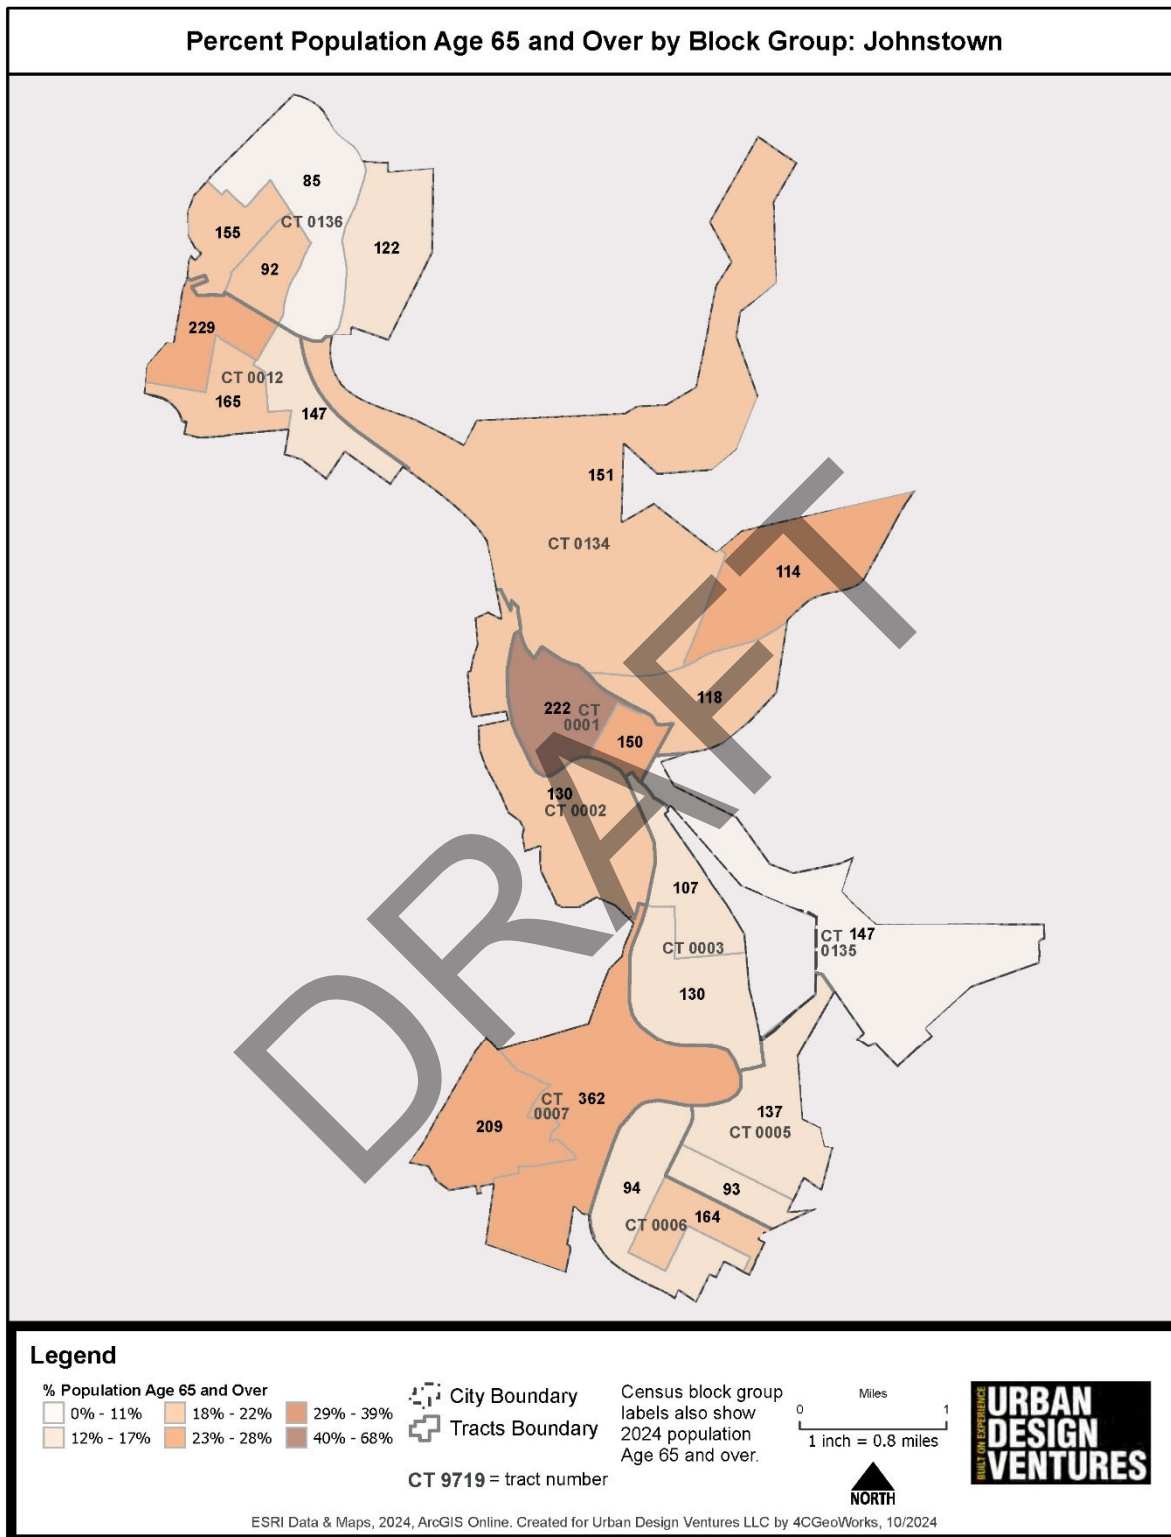 Percent Population Age 65 and Over by Block Group: Johnstown
85
155
CT 0136
122
92
229
CT 0012
165
147
151
CT 0134
114
118
222 CT
0001
150
130
CT 0002
107
CT 0003
CT 147
0135
130
CT 362
0007
209
137
CT 0005
94
93
164
CT 0006
DRAFT
Legend
% Population Age 65 and Over
0% - 11%
18% - 22%
29% - 39%
12% - 17%
23% - 28%
40% - 68%
City Boundary
Tracts Boundary
CT 9719 = tract number
Census block group
labels also show
2024 population
Age 65 and over.
Miles
0 1
1 inch = 0.8 miles
NORTH
BUILT ON EXPERIENCE
URBAN
DESIGN
VENTURES
ESRI Data & Maps, 2024, ArcGIS Online. Created for Urban Design Ventures LLC by 4CGeoWorks, 10/2024